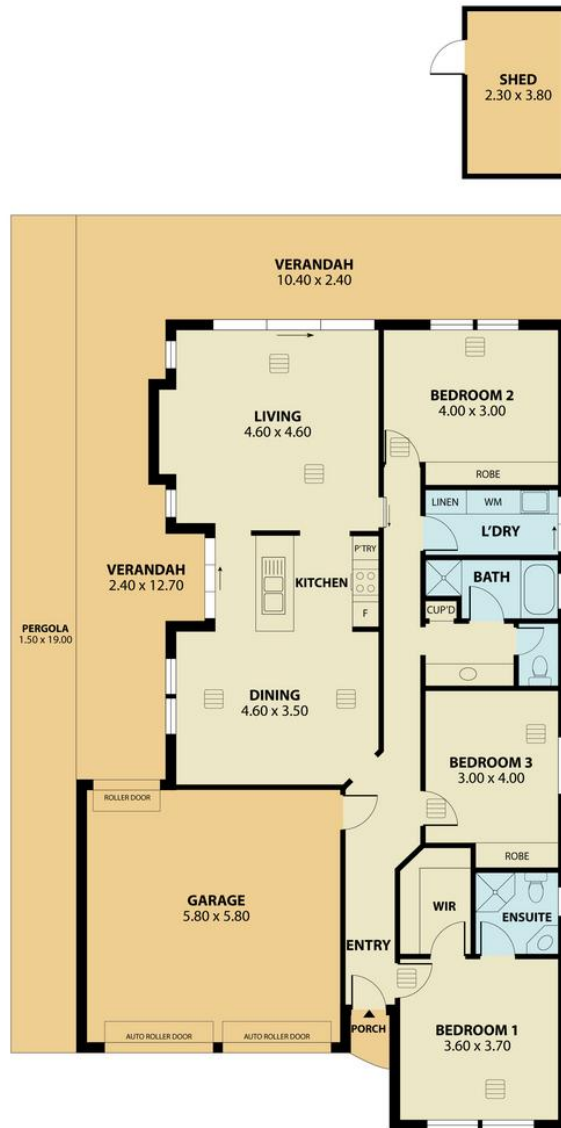 SHED
2.30 x 3.80
VERANDAH
10.40 x 2.40
LIVING
4.60 x 4.60
BEDROOM 2
4.00 x 3.00
ROBE
LINEN
WM
L'DRY
BATH
P'TRY
KITCHEN
F
CUP'D
VERANDAH
2.40 x 12.70
PERGOLA
1.50 x 19.00
DINING
4.60 x 3.50
BEDROOM 3
3.00 x 4.00
ROBE
ROLLER DOOR
GARAGE
5.80 x 5.80
WIR
ENSUITE
ENTRY
PORCH
AUTO ROLLER DOOR
AUTO ROLLER DOOR
BEDROOM 1
3.60 x 3.70